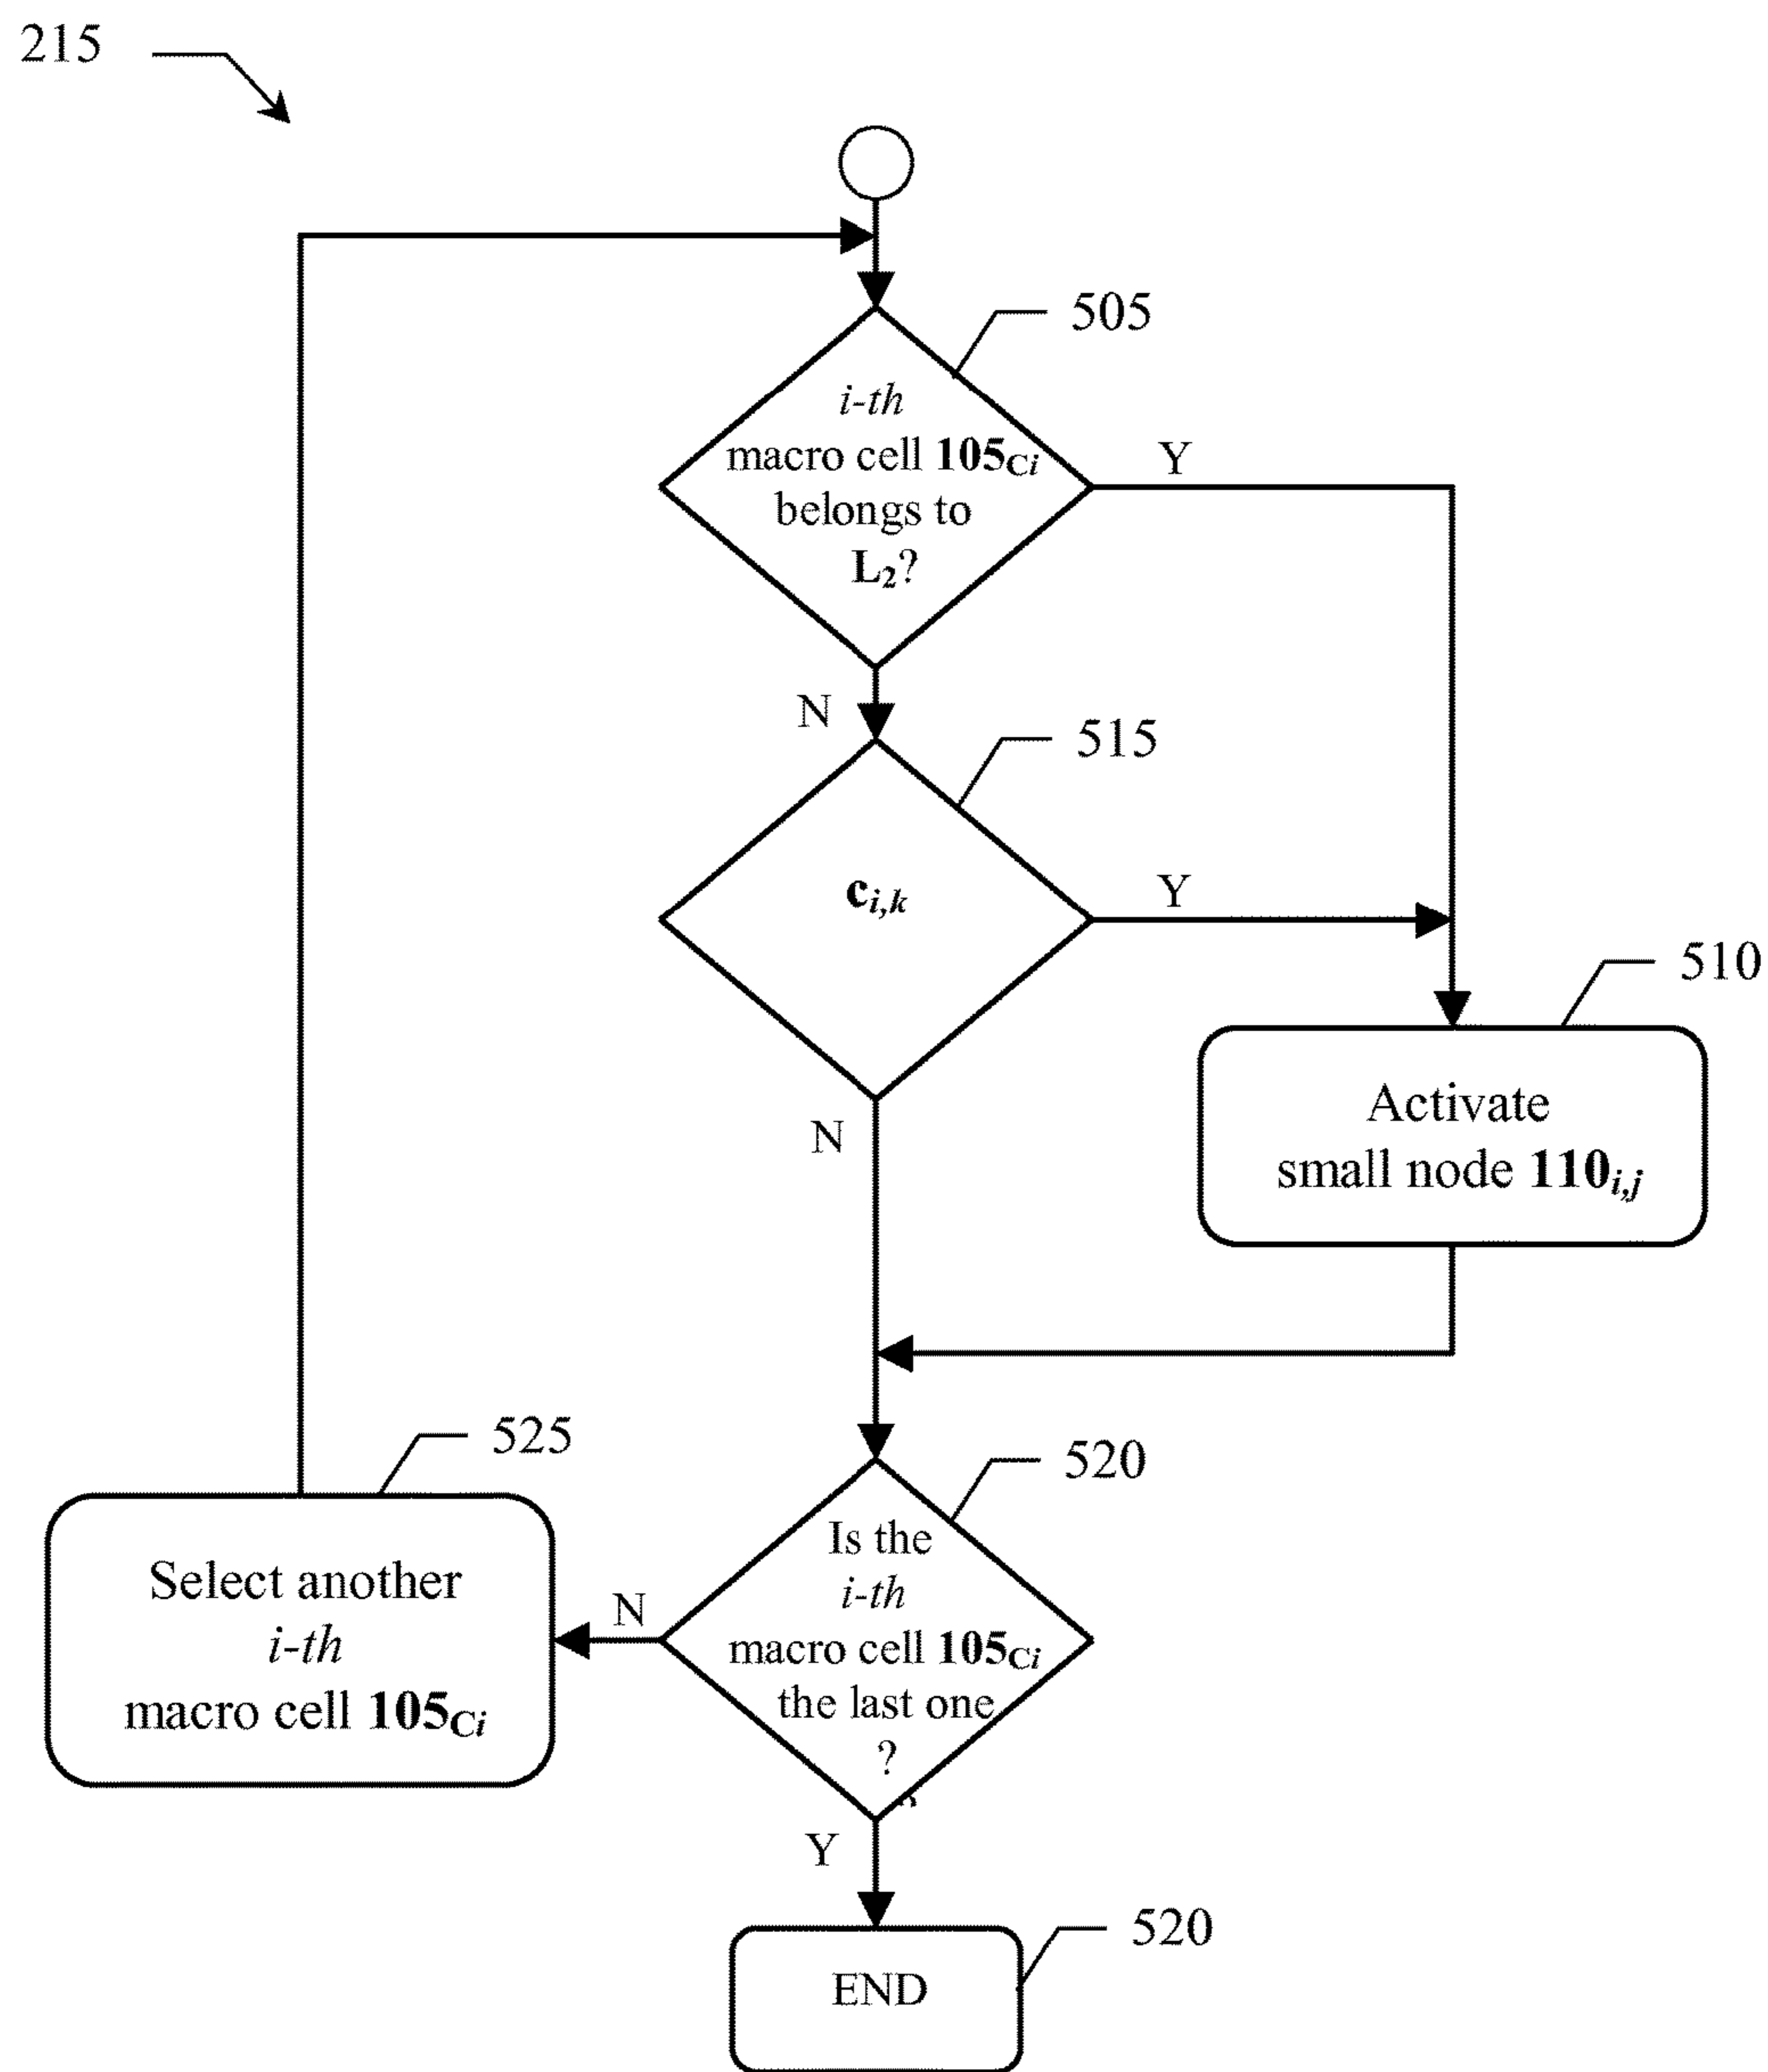 215
505
i-th
macro cell 105Ci
belongs to
L2?
Y
N
515
ci,k
Y
510
N
Activate
small node 110i,j
525
520
Is the
i-th
macro cell 105Ci
the last one
?
N
Select another
i-th
macro cell 105Ci
Y
520
END